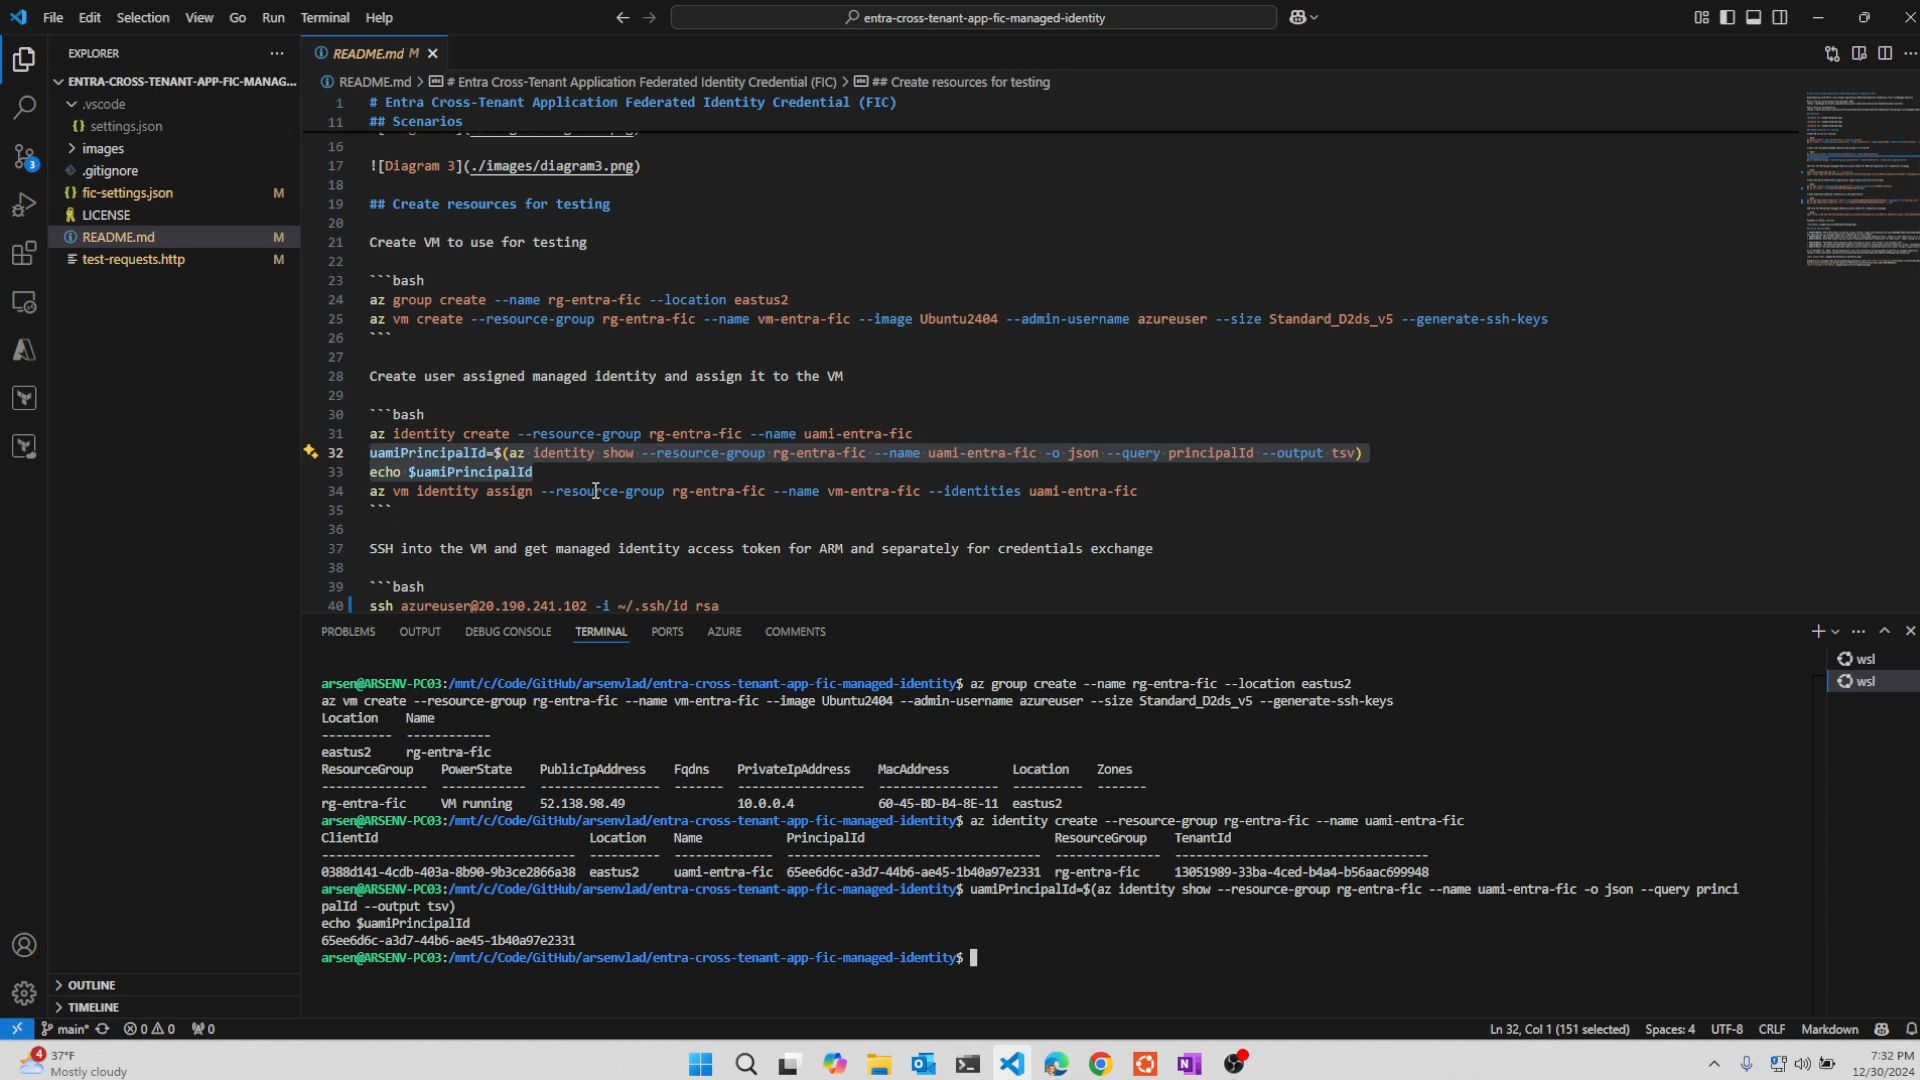 File Edit Selection View Go Run Terminal Help
entra-cross-tenant-app-fic-managed-identity
EXPLORER
README.md M
ENTRA-CROSS-TENANT-APP-FIC-MANAG...
.vscode
settings.json
images
.gitignore
fic-settings.json M
LICENSE
README.md M
test-requests.http M
OUTLINE
TIMELINE
3
README.md > # Entra Cross-Tenant Application Federated Identity Credential (FIC) > ## Create resources for testing
1 # Entra Cross-Tenant Application Federated Identity Credential (FIC)
11 ## Scenarios
16
17 ![Diagram 3](./images/diagram3.png)
18
19 ## Create resources for testing
20
21 Create VM to use for testing
22
23 ```bash
24 az group create --name rg-entra-fic --location eastus2
25 az vm create --resource-group rg-entra-fic --name vm-entra-fic --image Ubuntu2404 --admin-username azureuser --size Standard_D2ds_v5 --generate-ssh-keys
26 ```
27
28 Create user assigned managed identity and assign it to the VM
29
30 ```bash
31 az identity create --resource-group rg-entra-fic --name uami-entra-fic
32 uamiPrincipalId=$(az identity show --resource-group rg-entra-fic --name uami-entra-fic -o json --query principalId --output tsv)
33 echo $uamiPrincipalId
34 az vm identity assign --resource-group rg-entra-fic --name vm-entra-fic --identities uami-entra-fic
35 ```
36
37 SSH into the VM and get managed identity access token for ARM and separately for credentials exchange
38
39 ```bash
40 ssh azureuser@20.190.241.102 -i ~/.ssh/id_rsa
PROBLEMS OUTPUT DEBUG CONSOLE TERMINAL PORTS AZURE COMMENTS
wsl
wsl
arsen@ARSENV-PC03:/mnt/c/Code/GitHub/arsenvlad/entra-cross-tenant-app-fic-managed-identity$ az group create --name rg-entra-fic --location eastus2
az vm create --resource-group rg-entra-fic --name vm-entra-fic --image Ubuntu2404 --admin-username azureuser --size Standard_D2ds_v5 --generate-ssh-keys
Location Name
---------- ------------
eastus2 rg-entra-fic
ResourceGroup PowerState PublicIpAddress Fqdns PrivateIpAddress MacAddress Location Zones
--------------- ------------ ----------------- ------- ------------------ ----------------- ---------- -------
rg-entra-fic VM running 52.138.98.49 10.0.0.4 60-45-BD-B4-8E-11 eastus2
arsen@ARSENV-PC03:/mnt/c/Code/GitHub/arsenvlad/entra-cross-tenant-app-fic-managed-identity$ az identity create --resource-group rg-entra-fic --name uami-entra-fic
ClientId Location Name PrincipalId ResourceGroup TenantId
------------------------------------ ---------- -------------- ------------------------------------ --------------- ------------------------------------
0388d141-4cdb-403a-8b90-9b3ce2866a38 eastus2 uami-entra-fic 65ee6d6c-a3d7-44b6-ae45-1b40a97e2331 rg-entra-fic 13051989-33ba-4ced-b4a4-b56aac699948
arsen@ARSENV-PC03:/mnt/c/Code/GitHub/arsenvlad/entra-cross-tenant-app-fic-managed-identity$ uamiPrincipalId=$(az identity show --resource-group rg-entra-fic --name uami-entra-fic -o json --query princi
palId --output tsv)
echo $uamiPrincipalId
65ee6d6c-a3d7-44b6-ae45-1b40a97e2331
arsen@ARSENV-PC03:/mnt/c/Code/GitHub/arsenvlad/entra-cross-tenant-app-fic-managed-identity$
main* 0 0 0
Ln 32, Col 1 (151 selected) Spaces: 4 UTF-8 CRLF Markdown
4 37°F
Mostly cloudy
7:32 PM
12/30/2024